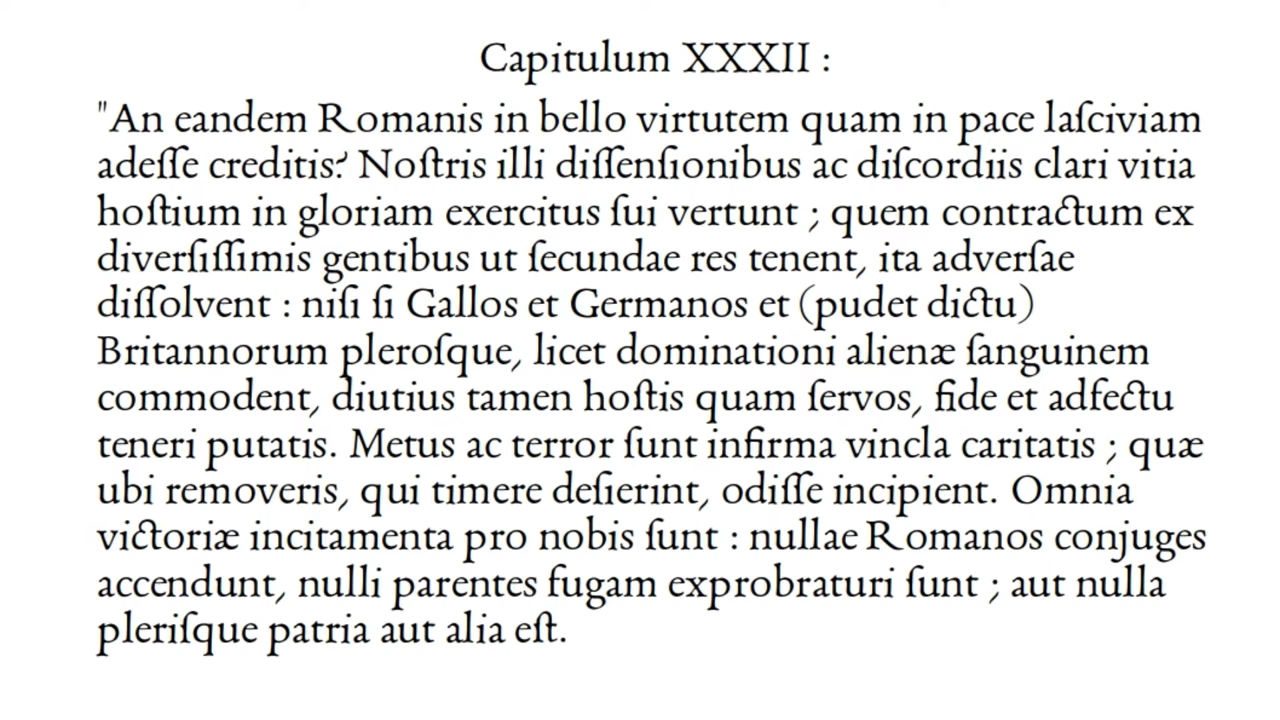 Capitulum XXXII :
"An eandem Romanis in bello virtutem quam in pace laſciviam
adeſſe creditis? Noſtris illi diſſenſionibus ac diſcordiis clari vitia
hoſtium in gloriam exercitus ſui vertunt ; quem contractum ex
diverſiſſimis gentibus ut ſecundae res tenent, ita adverſae
diſſolvent : niſi ſi Gallos et Germanos et (pudet dictu)
Britannorum pleroſque, licet dominationi alienæ ſanguinem
commodent, diutius tamen hoſtis quam ſervos, fide et adfectu
teneri putatis. Metus ac terror ſunt infirma vincla caritatis ; quæ
ubi removeris, qui timere deſierint, odiſſe incipient. Omnia
victoriæ incitamenta pro nobis ſunt : nullae Romanos conjuges
accendunt, nulli parentes fugam exprobraturi ſunt ; aut nulla
pleriſque patria aut alia eſt.